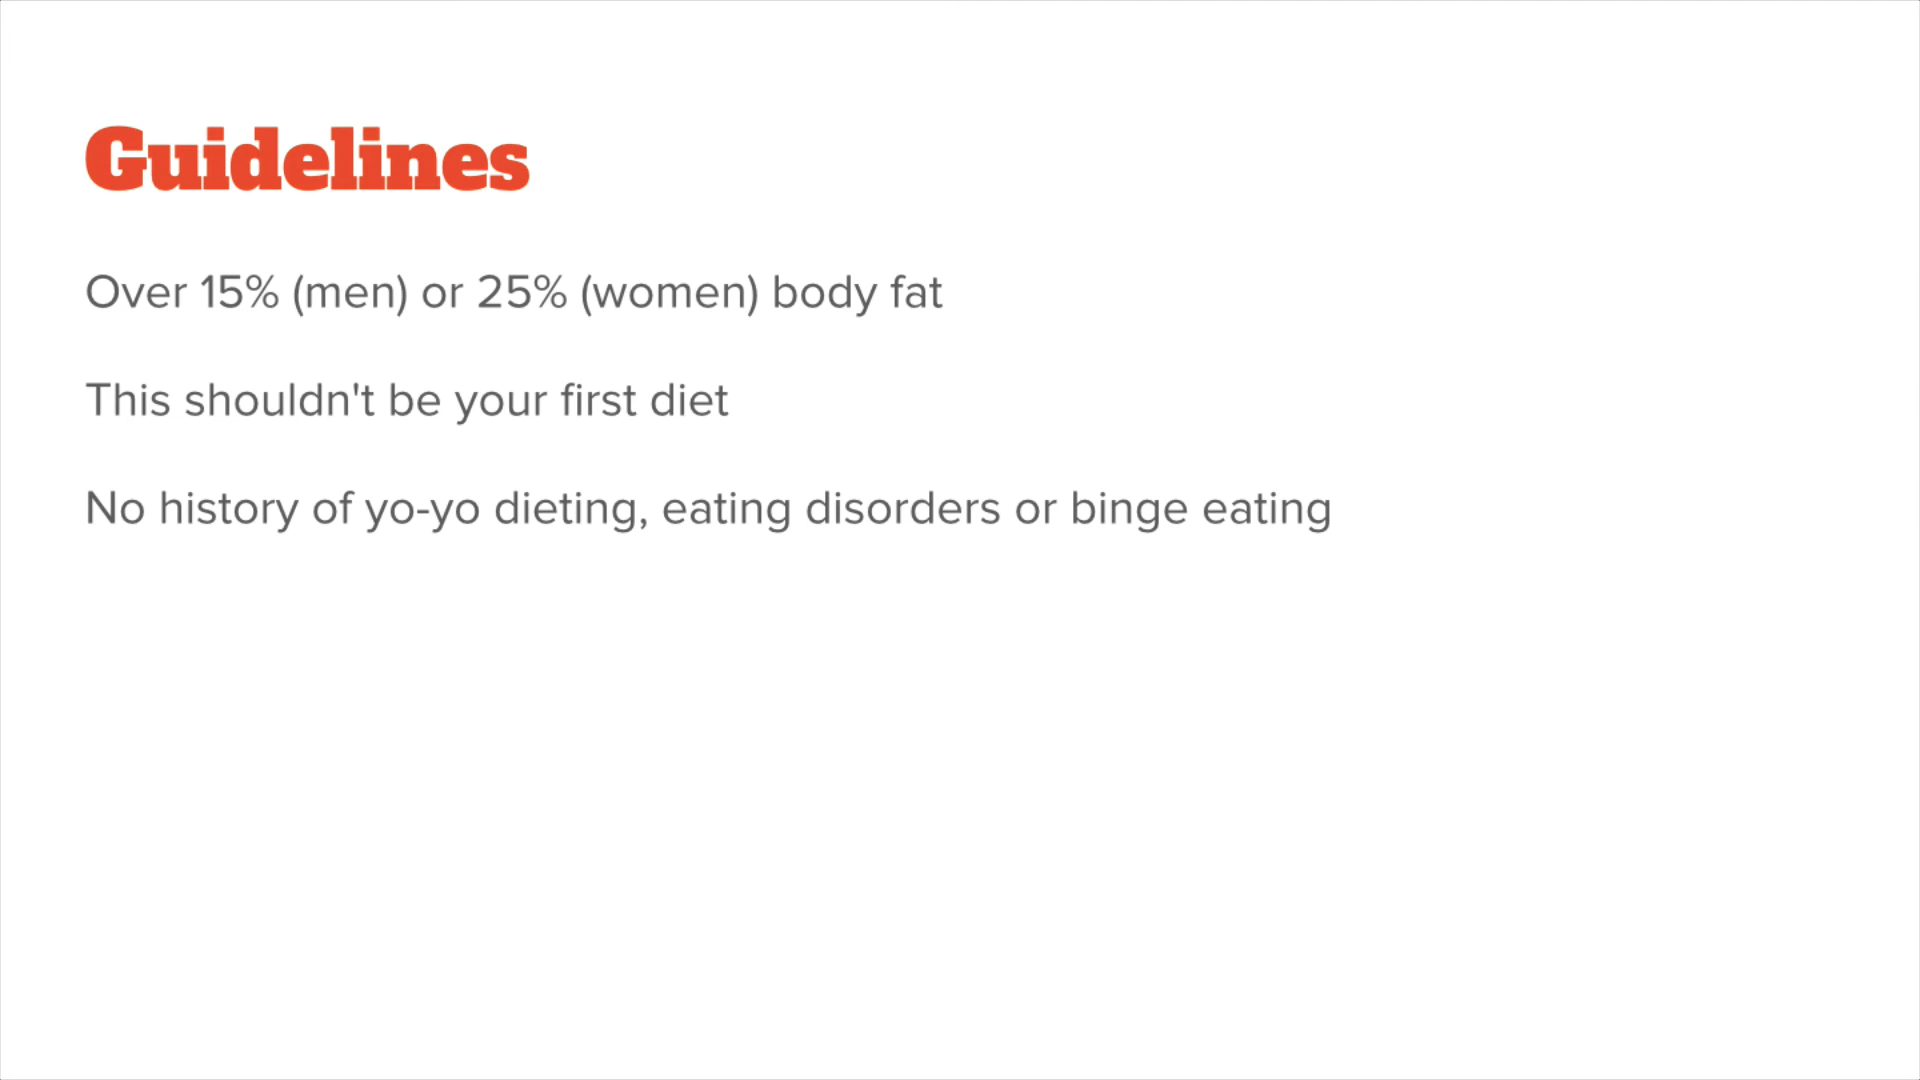 Guidelines
Over 15% (men) or 25% (women) body fat
This shouldn't be your first diet
No history of yo-yo dieting, eating disorders or binge eating